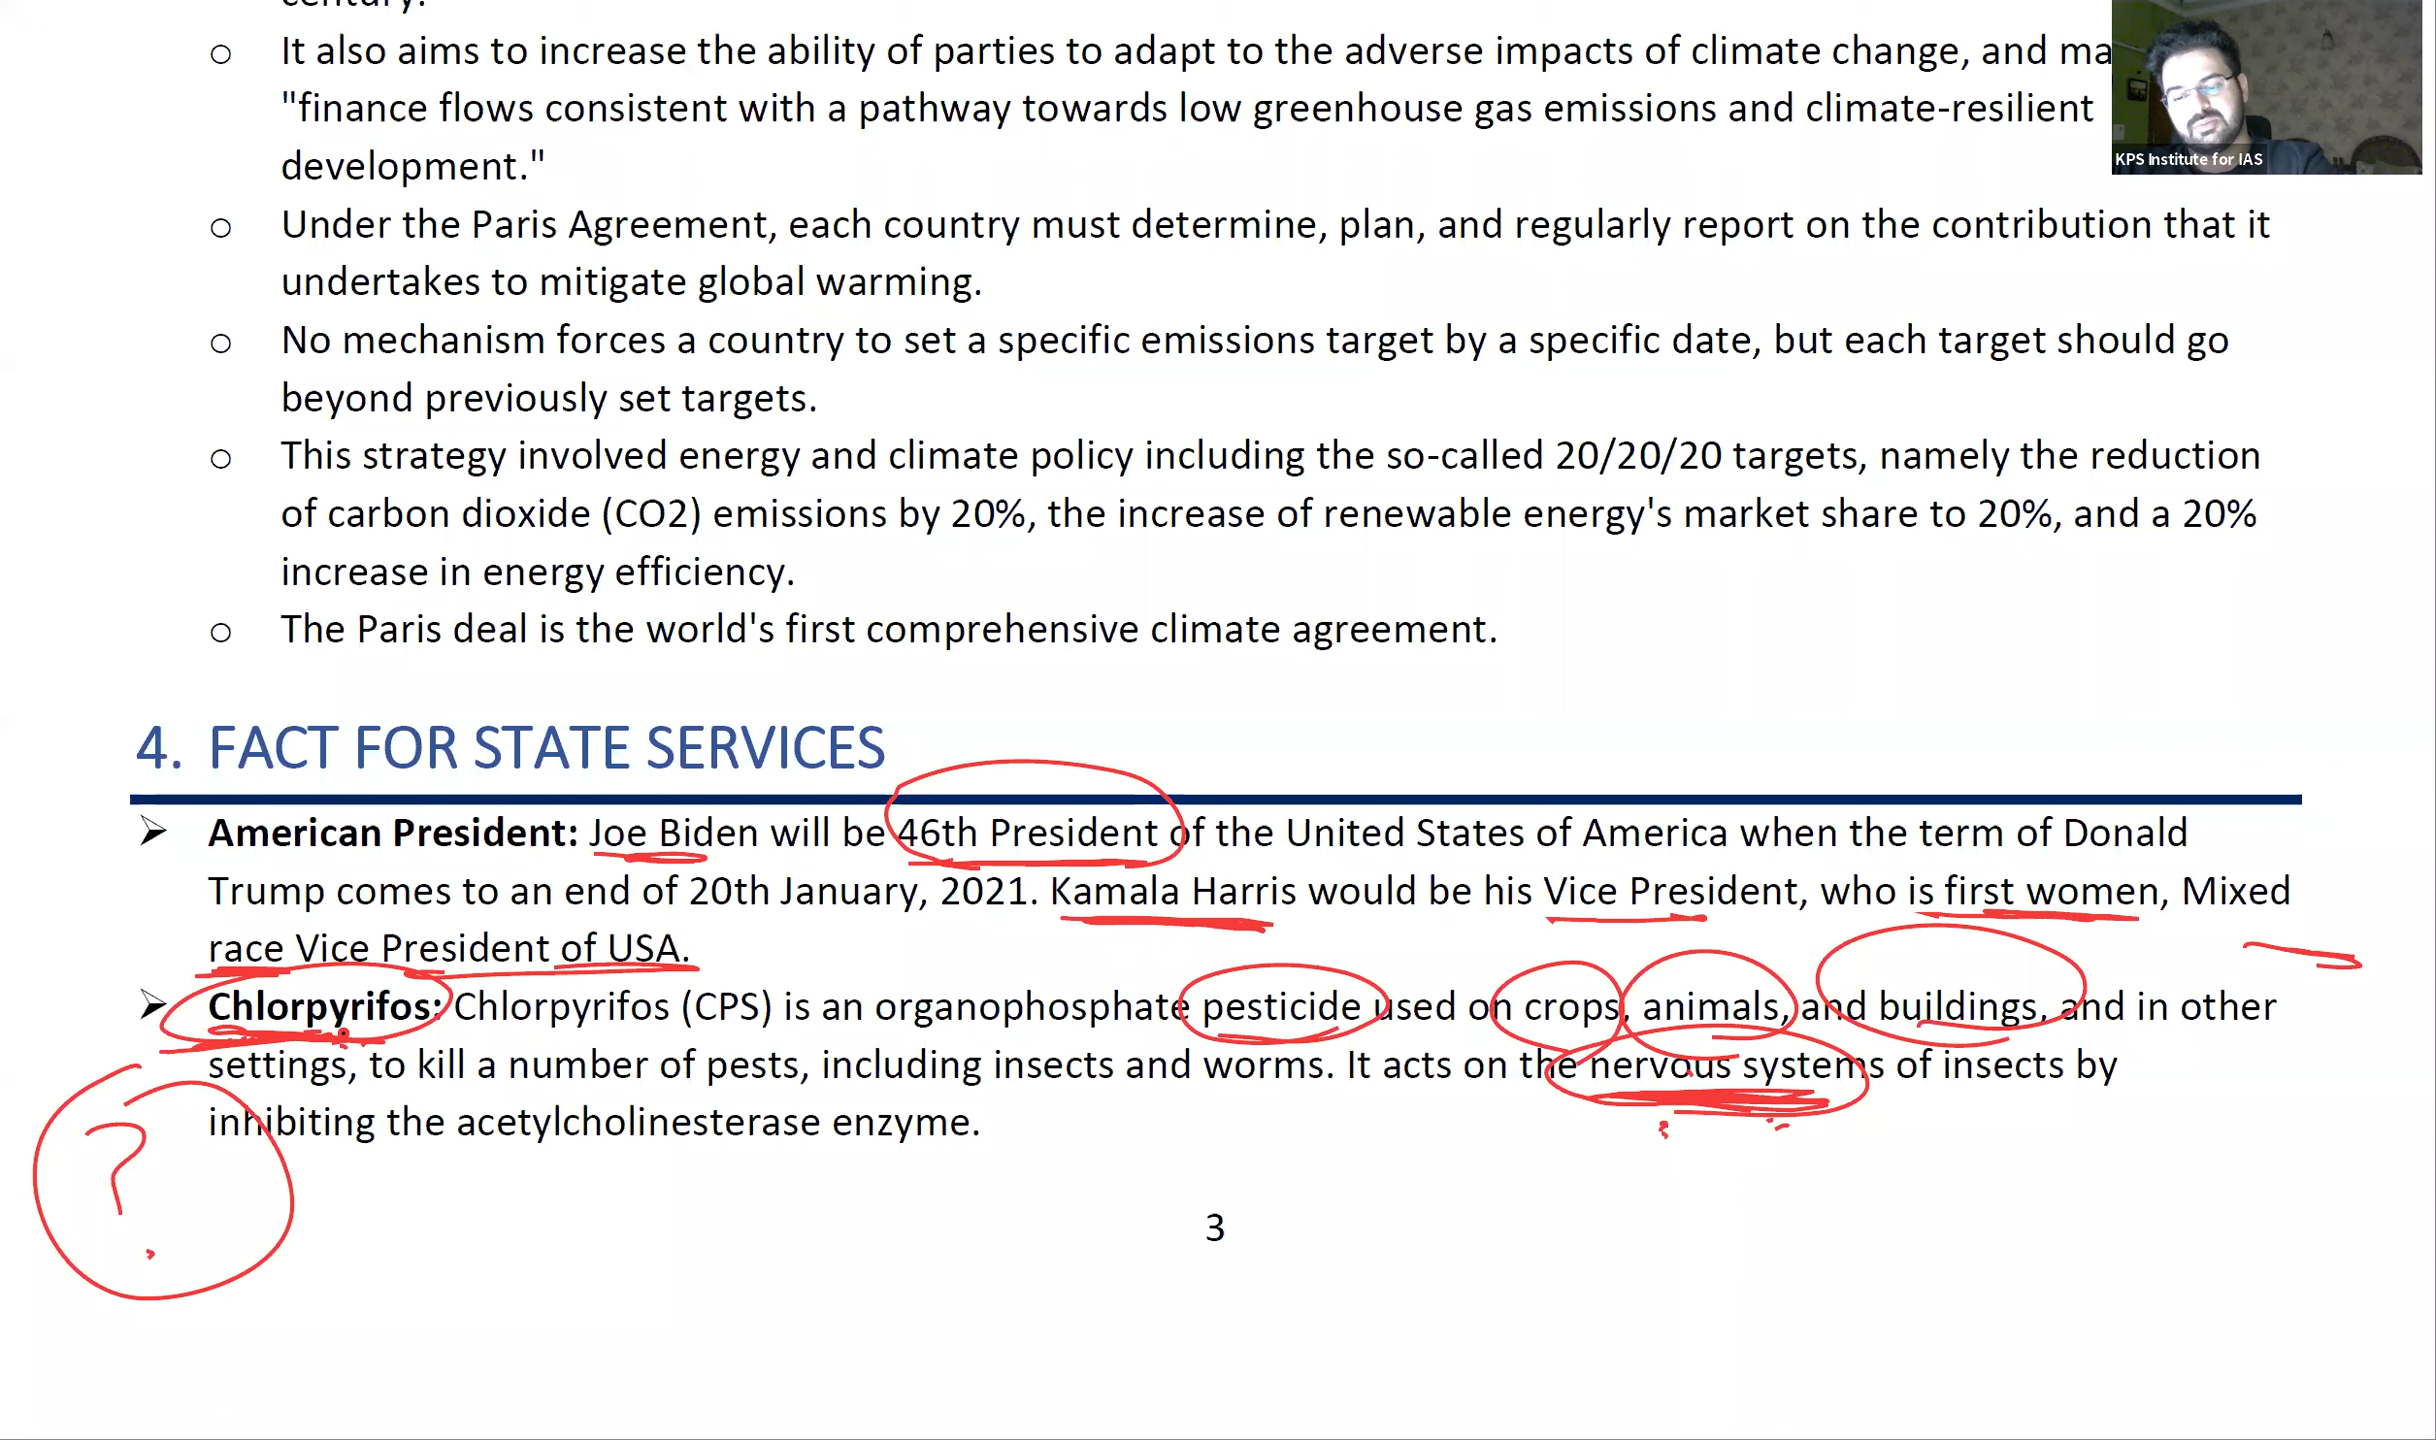 century.
o It also aims to increase the ability of parties to adapt to the adverse impacts of climate change, and ma
"finance flows consistent with a pathway towards low greenhouse gas emissions and climate-resilient
development."
KPS Institute for IAS
o Under the Paris Agreement, each country must determine, plan, and regularly report on the contribution that it
undertakes to mitigate global warming.
o No mechanism forces a country to set a specific emissions target by a specific date, but each target should go
beyond previously set targets.
o This strategy involved energy and climate policy including the so-called 20/20/20 targets, namely the reduction
of carbon dioxide (CO2) emissions by 20%, the increase of renewable energy's market share to 20%, and a 20%
increase in energy efficiency.
o The Paris deal is the world's first comprehensive climate agreement.
4. FACT FOR STATE SERVICES
➢ American President: Joe Biden will be 46th President of the United States of America when the term of Donald
Trump comes to an end of 20th January, 2021. Kamala Harris would be his Vice President, who is first women, Mixed
race Vice President of USA.
➢ Chlorpyrifos: Chlorpyrifos (CPS) is an organophosphate pesticide used on crops, animals, and buildings, and in other
settings, to kill a number of pests, including insects and worms. It acts on the nervous systems of insects by
inhibiting the acetylcholinesterase enzyme.
?
3